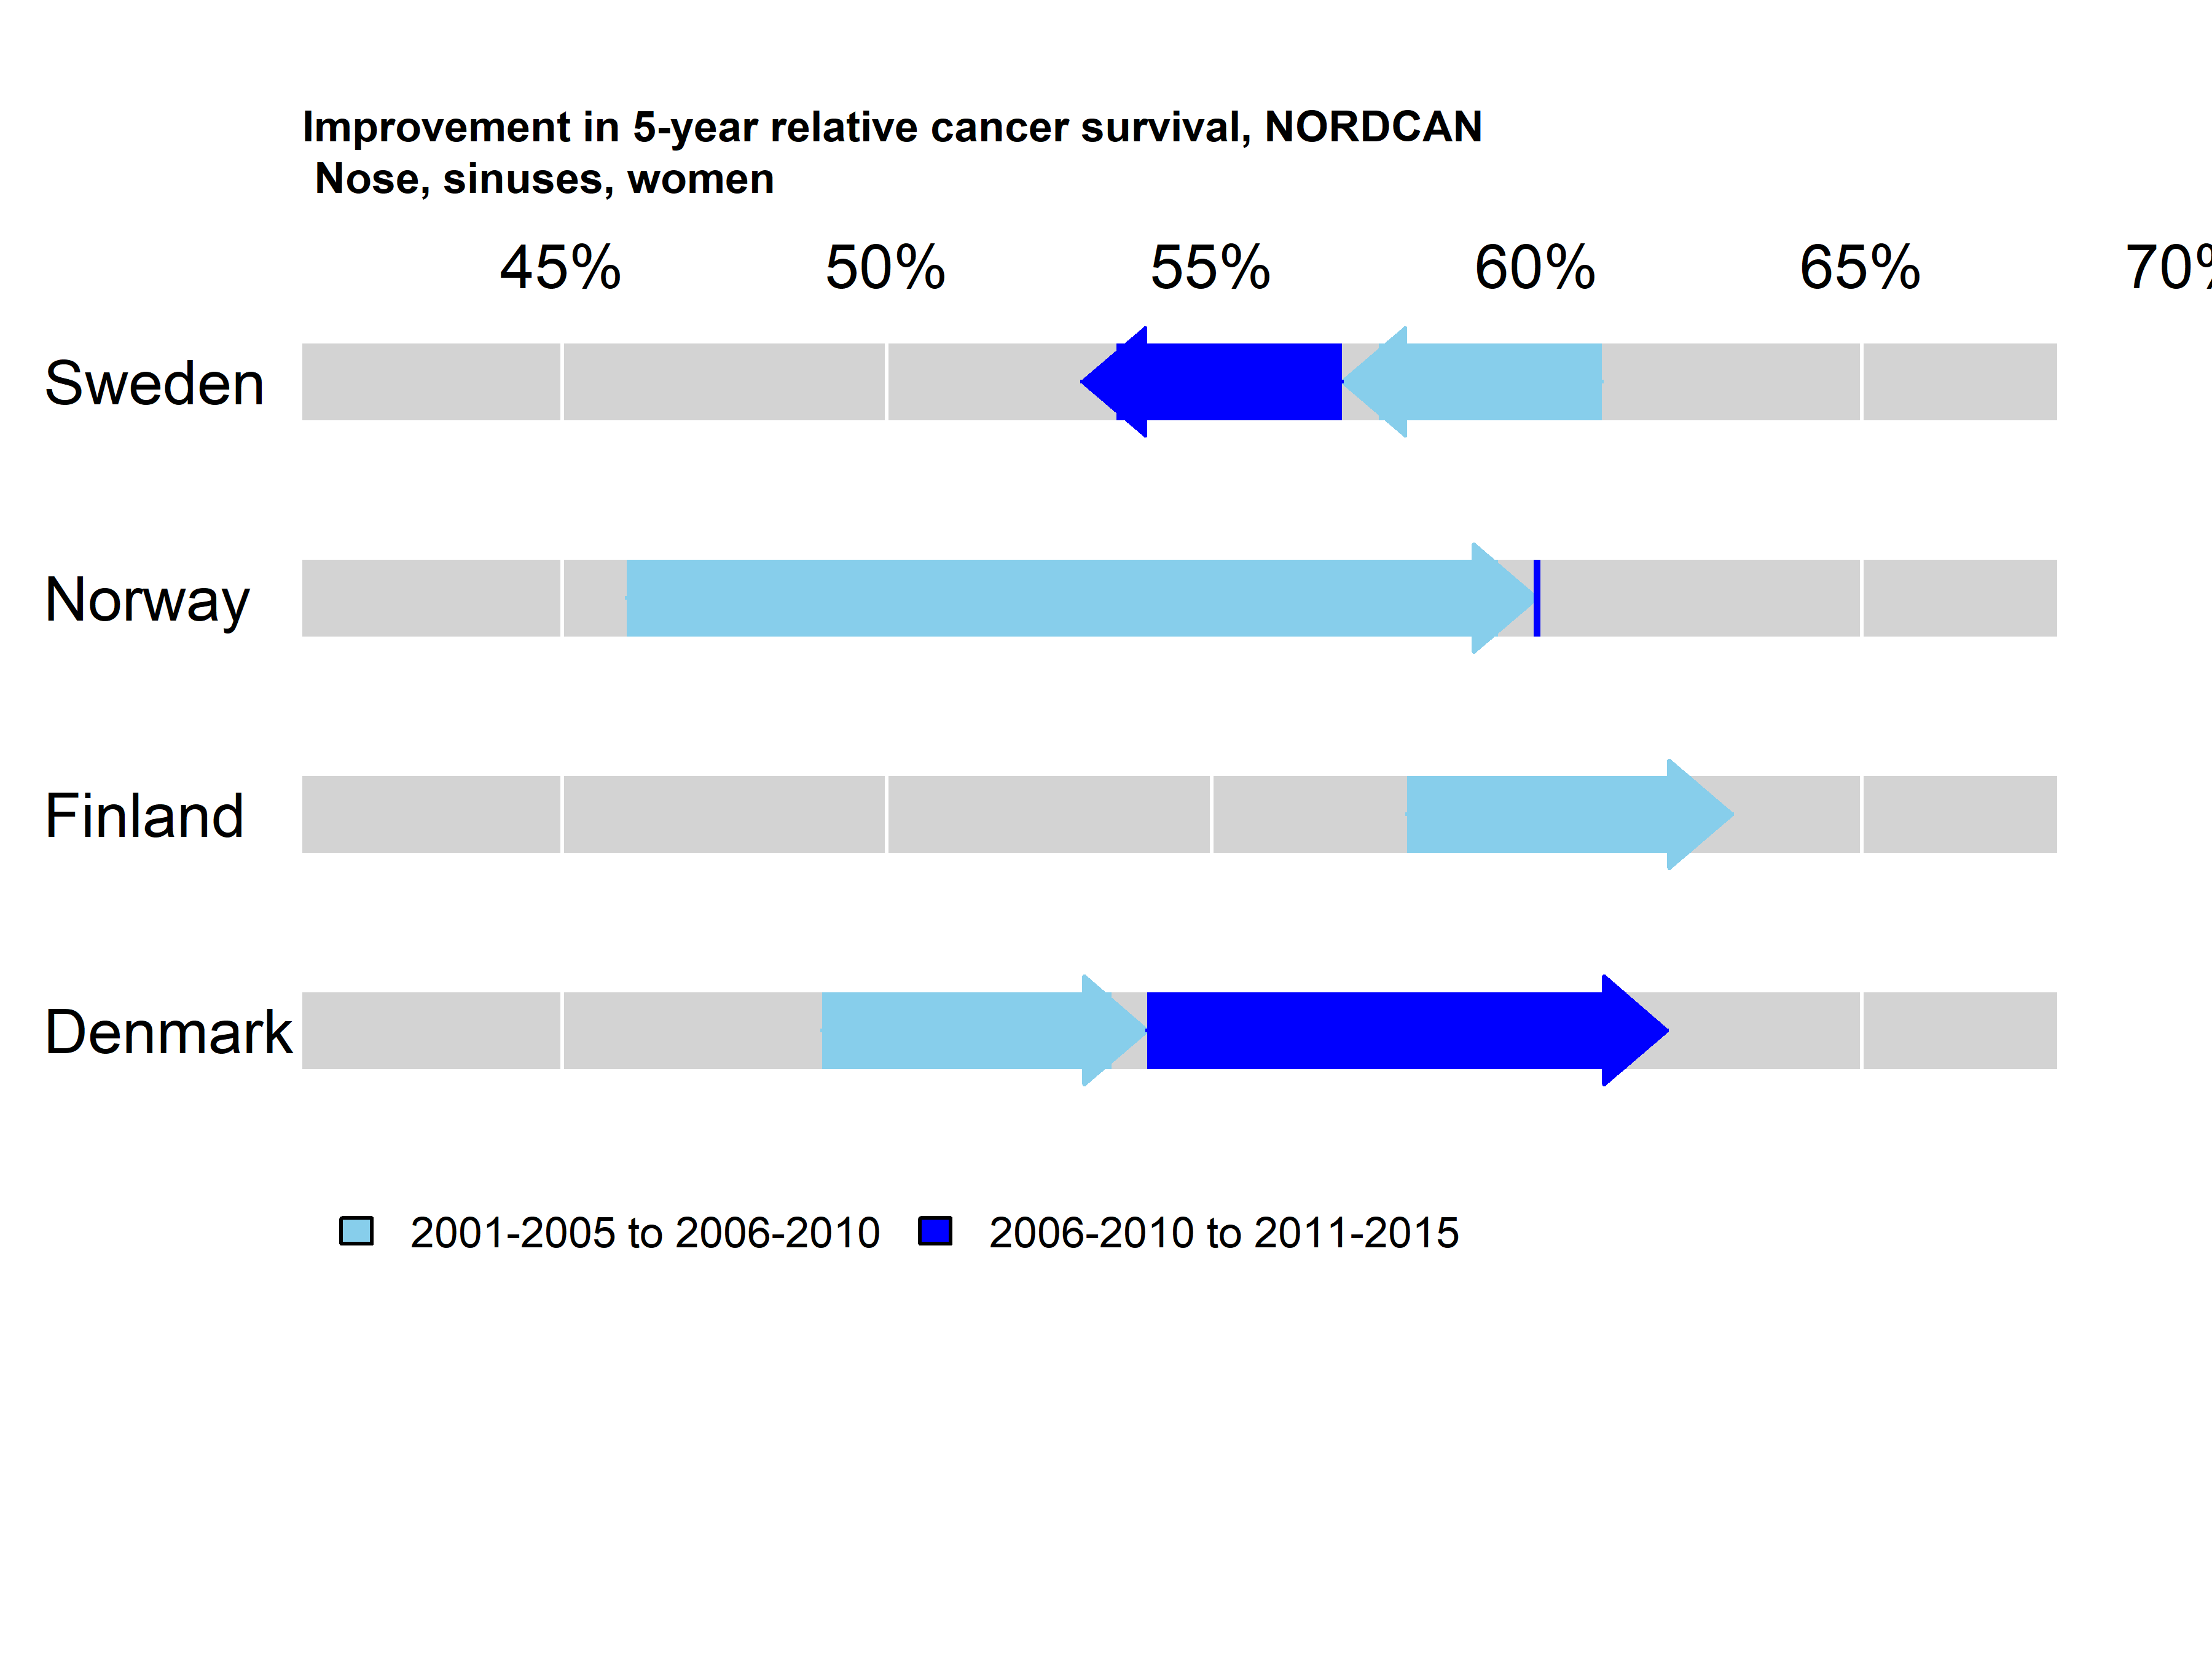 Improvement in 5-year relative cancer survival, NORDCAN
Nose, sinuses, women
45% 50% 55% 60% 65% 70%
Sweden
Norway
Finland
Denmark
2001-2005 to 2006-2010 2006-2010 to 2011-2015